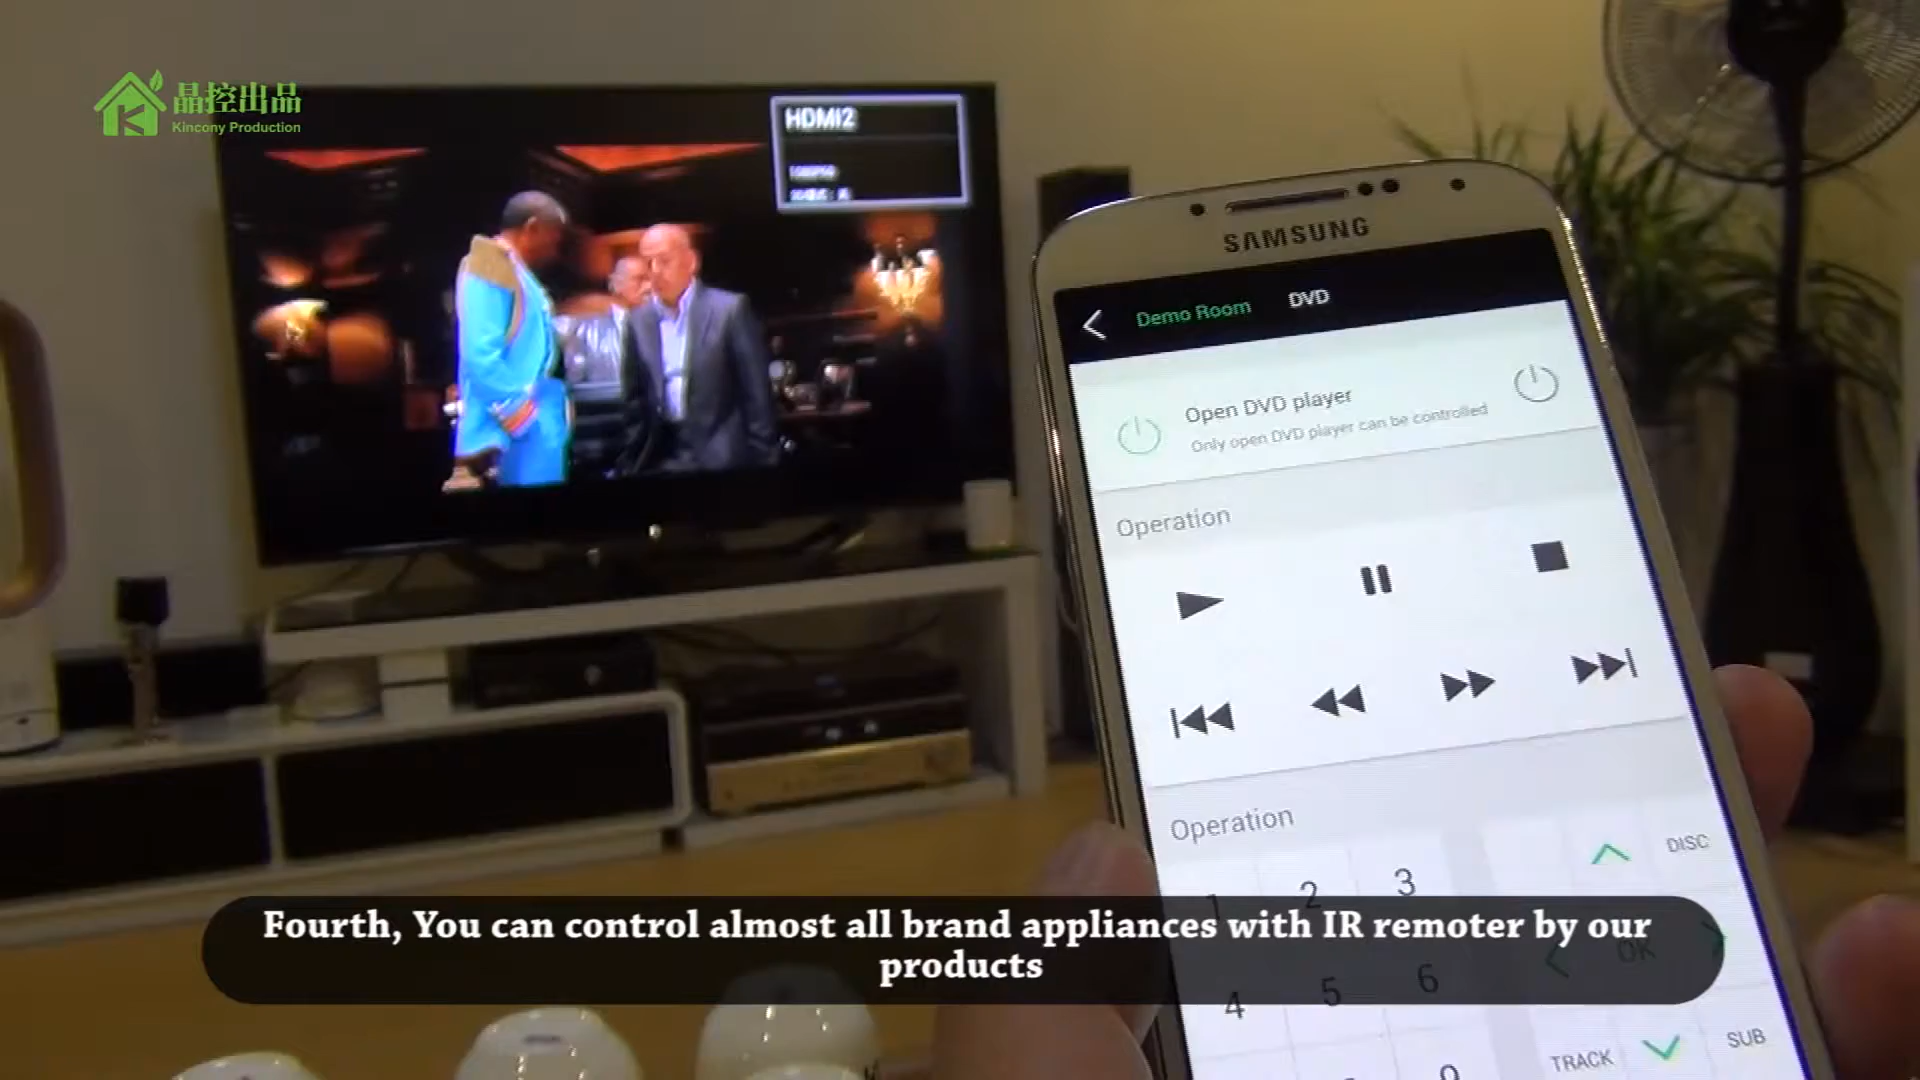 晶控出品
Kincony Production
HDMI2
SAMSUNG
Demo Room
DVD
Open DVD player
Only open DVD player can be controlled
Operation
Operation
1 2 3
DISC
OK
4 5 6
TRACK
SUB
Fourth, You can control almost all brand appliances with IR remoter by our
products